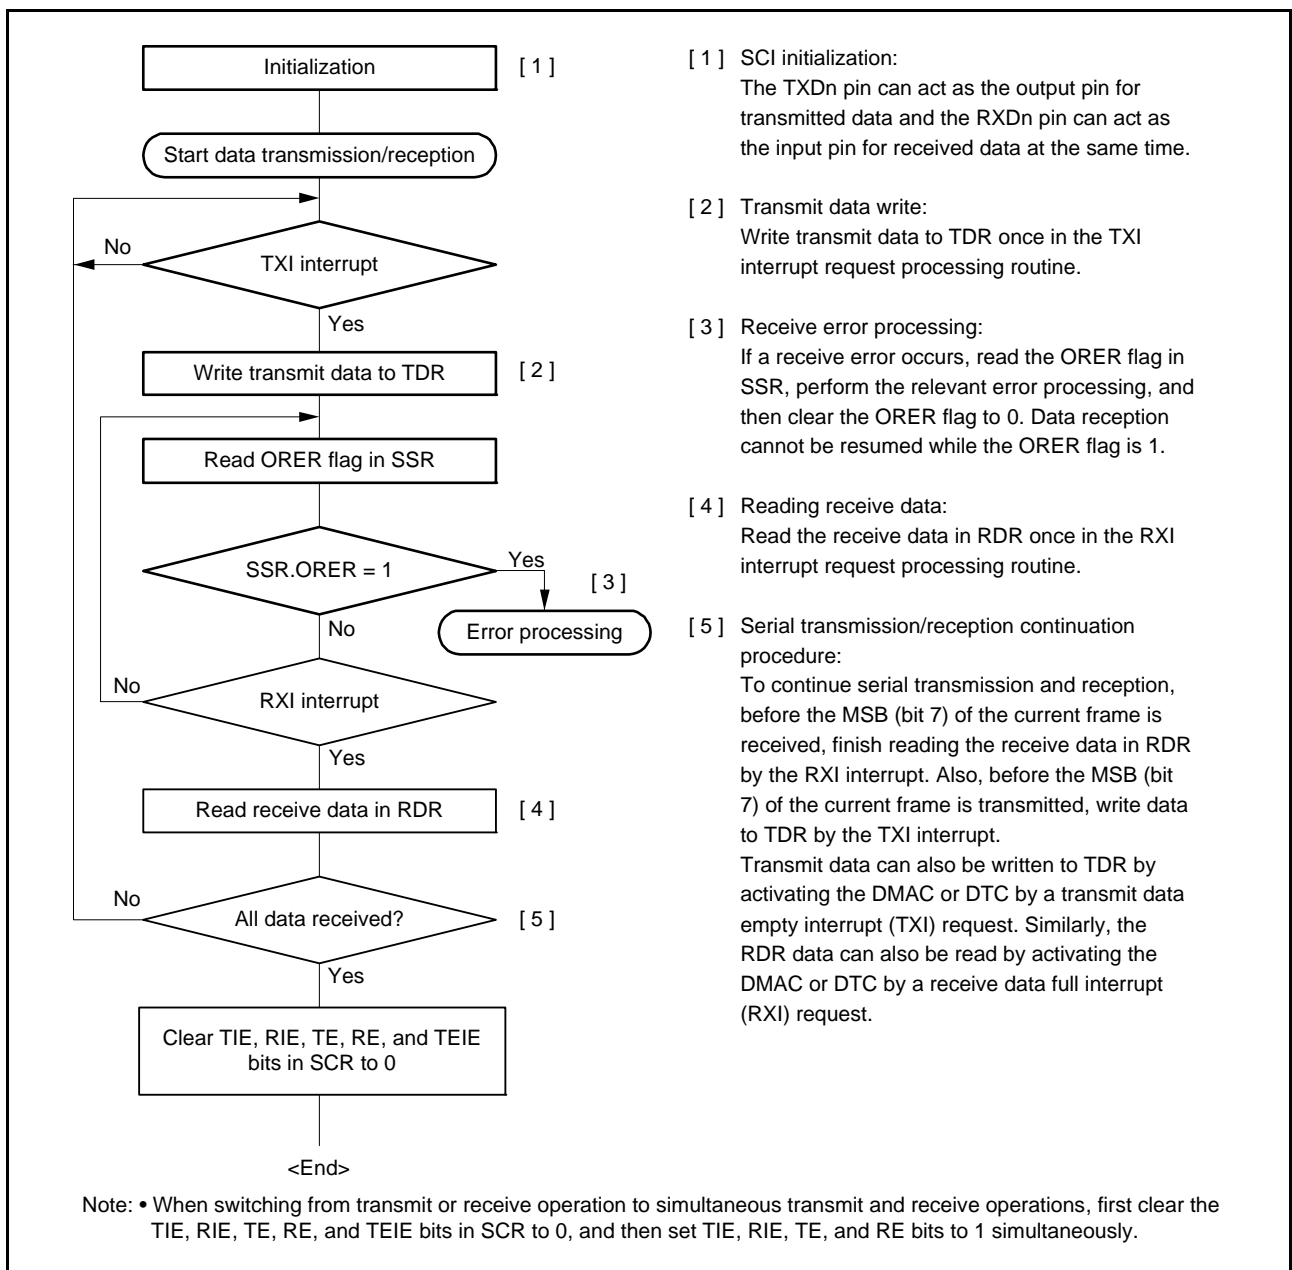 Initialization
[ 1 ]
Start data transmission/reception
No
TXI interrupt
Yes
Write transmit data to TDR
[ 2 ]
Read ORER flag in SSR
SSR.ORER = 1
Yes
[ 3 ]
Error processing
No
No
RXI interrupt
Yes
Read receive data in RDR
[ 4 ]
No
All data received?
[ 5 ]
Yes
Clear TIE, RIE, TE, RE, and TEIE
bits in SCR to 0
<End>
[ 1 ] SCI initialization:
The TXDn pin can act as the output pin for
transmitted data and the RXDn pin can act as
the input pin for received data at the same time.
[ 2 ] Transmit data write:
Write transmit data to TDR once in the TXI
interrupt request processing routine.
[ 3 ] Receive error processing:
If a receive error occurs, read the ORER flag in
SSR, perform the relevant error processing, and
then clear the ORER flag to 0. Data reception
cannot be resumed while the ORER flag is 1.
[ 4 ] Reading receive data:
Read the receive data in RDR once in the RXI
interrupt request processing routine.
[ 5 ] Serial transmission/reception continuation
procedure:
To continue serial transmission and reception,
before the MSB (bit 7) of the current frame is
received, finish reading the receive data in RDR
by the RXI interrupt. Also, before the MSB (bit
7) of the current frame is transmitted, write data
to TDR by the TXI interrupt.
Transmit data can also be written to TDR by
activating the DMAC or DTC by a transmit data
empty interrupt (TXI) request. Similarly, the
RDR data can also be read by activating the
DMAC or DTC by a receive data full interrupt
(RXI) request.
Note: • When switching from transmit or receive operation to simultaneous transmit and receive operations, first clear the
TIE, RIE, TE, RE, and TEIE bits in SCR to 0, and then set TIE, RIE, TE, and RE bits to 1 simultaneously.